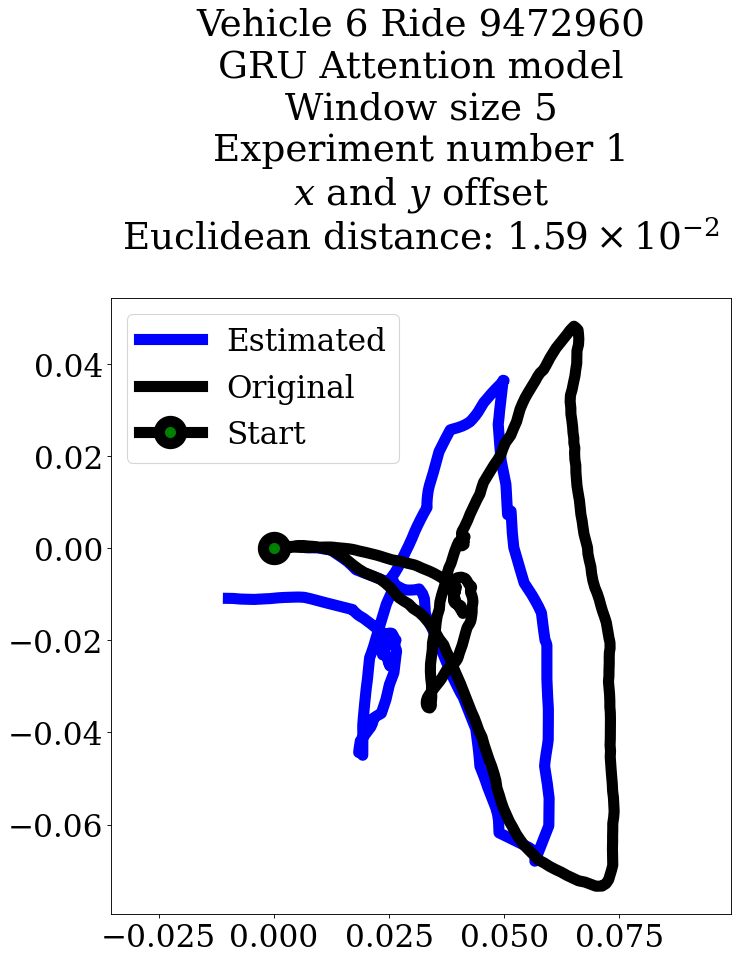 Vehicle 6 Ride 9472960
GRU Attention model
Window size 5
Experiment number 1
x and y offset
Euclidean distance: 1.59 × 10⁻²
Estimated
Original
Start
0.04
0.02
0.00
−0.02
−0.04
−0.06
−0.025 0.000 0.025 0.050 0.075